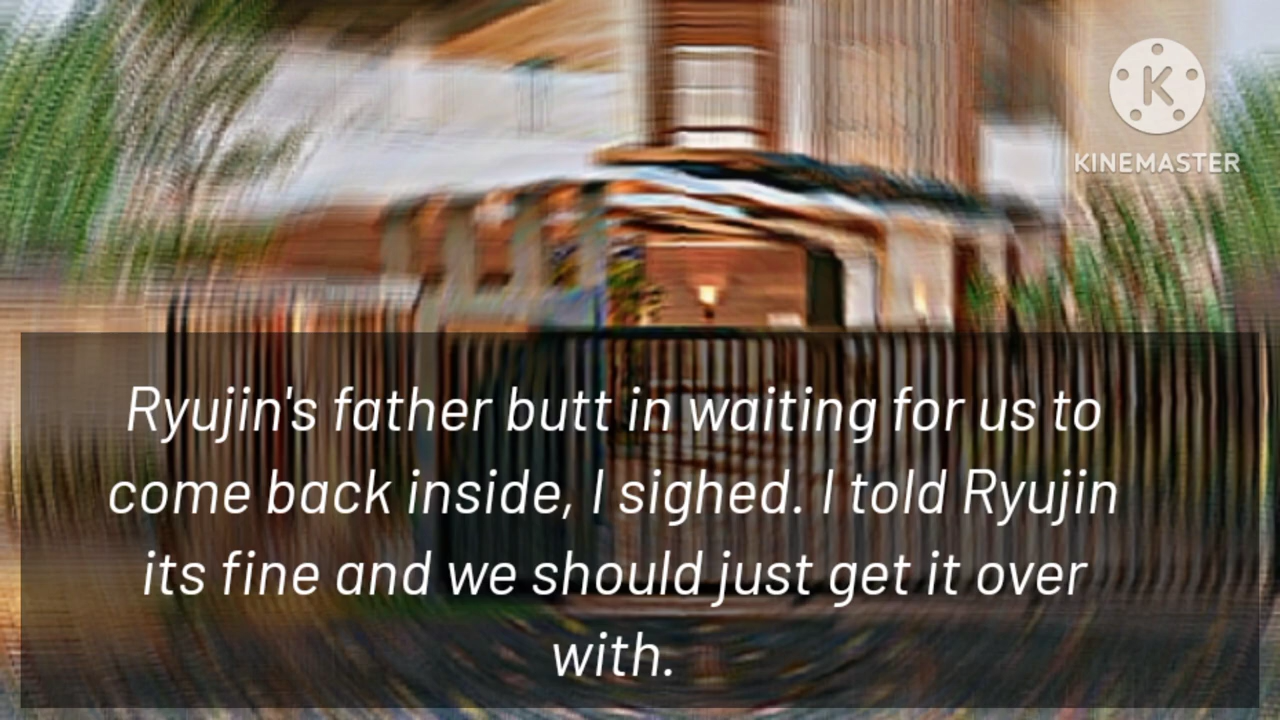 KINEMASTER
Ryujin's father butt in waiting for us to
come back inside, I sighed. I told Ryujin
its fine and we should just get it over
with.